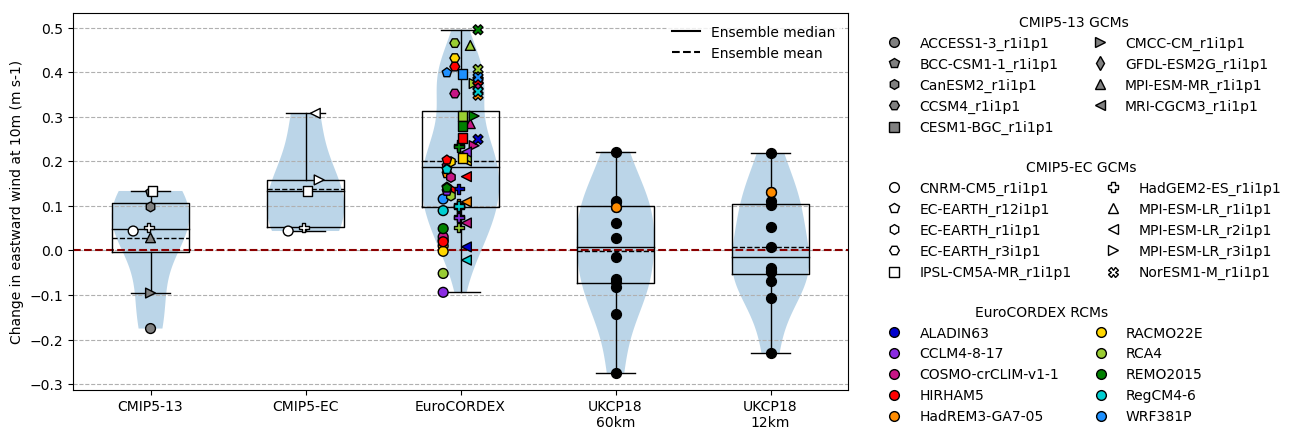 Change in eastward wind at 10m (m s-1)
0.5
0.4
0.3
0.2
0.1
0.0
−0.1
−0.2
−0.3
Ensemble median
Ensemble mean
CMIP5-13
CMIP5-EC
EuroCORDEX
UKCP18
60km
UKCP18
12km
CMIP5-13 GCMs
ACCESS1-3_r1i1p1
BCC-CSM1-1_r1i1p1
CanESM2_r1i1p1
CCSM4_r1i1p1
CESM1-BGC_r1i1p1
CMCC-CM_r1i1p1
GFDL-ESM2G_r1i1p1
MPI-ESM-MR_r1i1p1
MRI-CGCM3_r1i1p1
CMIP5-EC GCMs
CNRM-CM5_r1i1p1
EC-EARTH_r12i1p1
EC-EARTH_r1i1p1
EC-EARTH_r3i1p1
IPSL-CM5A-MR_r1i1p1
HadGEM2-ES_r1i1p1
MPI-ESM-LR_r1i1p1
MPI-ESM-LR_r2i1p1
MPI-ESM-LR_r3i1p1
NorESM1-M_r1i1p1
EuroCORDEX RCMs
ALADIN63
CCLM4-8-17
COSMO-crCLIM-v1-1
HIRHAM5
HadREM3-GA7-05
RACMO22E
RCA4
REMO2015
RegCM4-6
WRF381P